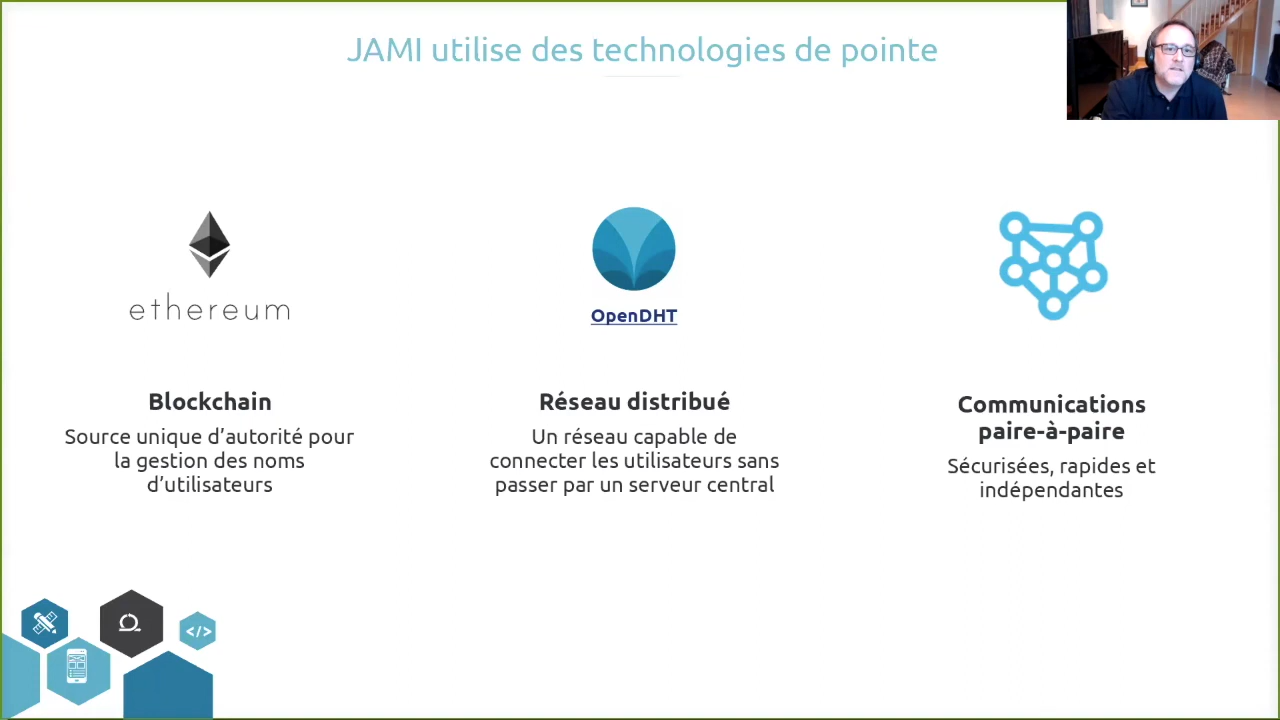 JAMI utilise des technologies de pointe
ethereum
Blockchain
Source unique d’autorité pour
la gestion des noms
d’utilisateurs
OpenDHT
Réseau distribué
Un réseau capable de
connecter les utilisateurs sans
passer par un serveur central
Communications
paire-à-paire
Sécurisées, rapides et
indépendantes
</>